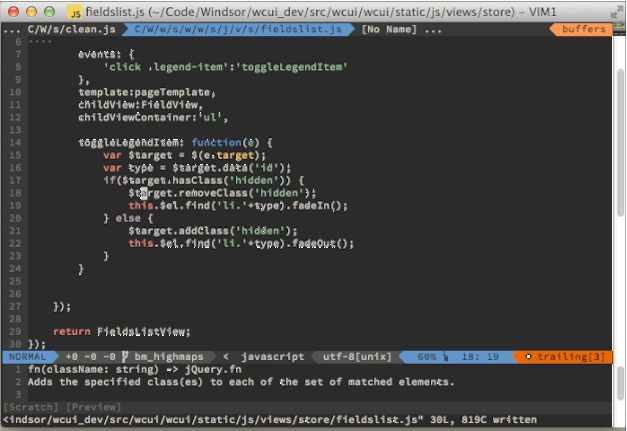 fieldslist.js (~/Code/Windsor/wcui_dev/src/wcui/wcui/static/js/views/store) – VIM1
... C/W/s/clean.js C/W/W/s/w/w/s/j/v/s/fieldslist.js [No Name] ... buffers
6
7 events: {
8 'click .legend-item':'toggleLegendItem'
9 },
10 template:pageTemplate,
11 childView:FieldView,
12 childViewContainer:'ul',
13
14 toggleLegendItem: function(e) {
15 var $target = $(e.target);
16 var type = $target.data('id');
17 if($target.hasClass('hidden')) {
18 $target.removeClass('hidden');
19 this.$el.find('li.'+type).fadeIn();
20 } else {
21 $target.addClass('hidden');
22 this.$el.find('li.'+type).fadeOut();
23 }
24 }
25
26
27 });
28
29 return FieldsListView;
30 });
NORMAL +0 ~0 -0 bm_highmaps < javascript utf-8[unix] 60% 18: 19 trailing[3]
1 fn(className: string) -> jQuery.fn
2 Adds the specified class(es) to each of the set of matched elements.
3
[Scratch] [Preview]
<indsor/wcui_dev/src/wcui/wcui/static/js/views/store/fieldslist.js" 30L, 819C written